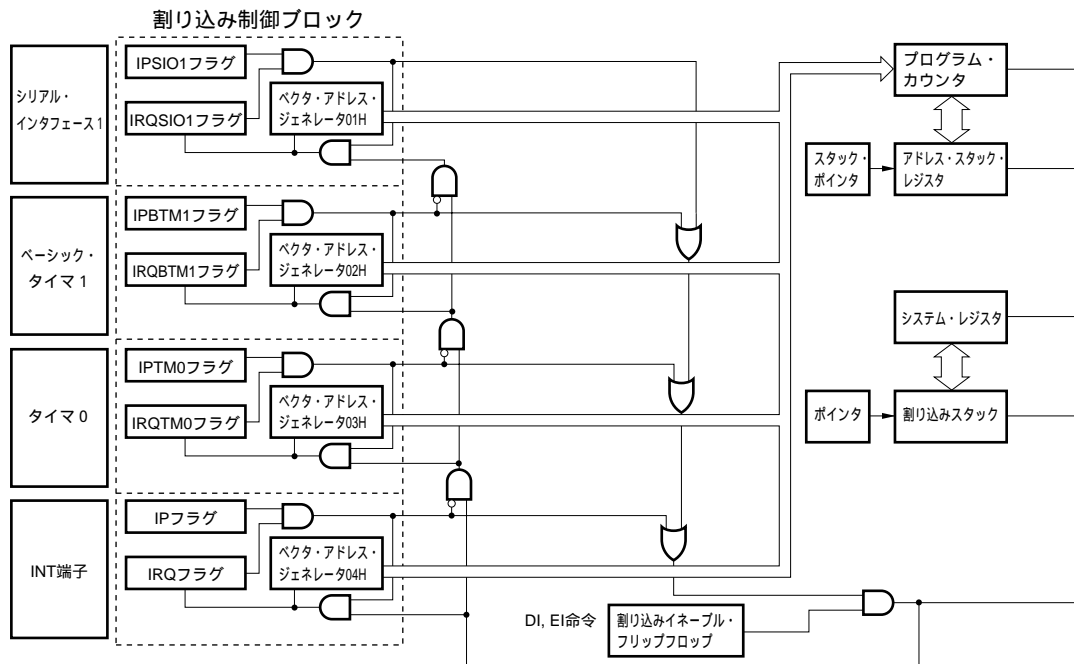 割り込み制御ブロック
シリアル・
インタフェース1
IPSIO1フラグ
IRQSIO1フラグ
ベクタ・アドレス・
ジェネレータ01H
プログラム・
カウンタ
スタック・
ポインタ
アドレス・スタック・
レジスタ
ベーシック・
タイマ1
IPBTM1フラグ
IRQBTM1フラグ
ベクタ・アドレス・
ジェネレータ02H
システム・レジスタ
タイマ0
IPTM0フラグ
IRQTM0フラグ
ベクタ・アドレス・
ジェネレータ03H
ポインタ
割り込みスタック
INT端子
IPフラグ
IRQフラグ
ベクタ・アドレス・
ジェネレータ04H
DI, EI命令
割り込みイネーブル・
フリップフロップ